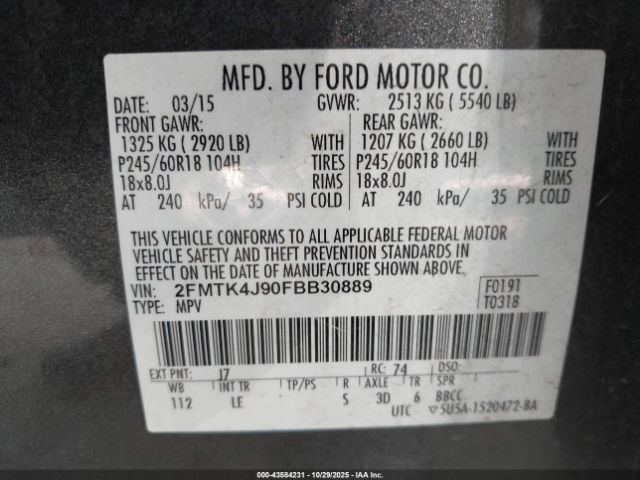 MFD. BY FORD MOTOR CO.
DATE: 03/15 GVWR: 2513 KG ( 5540 LB)
FRONT GAWR: REAR GAWR:
1325 KG ( 2920 LB) WITH 1207 KG ( 2660 LB) WITH
P245/60R18 104H TIRES P245/60R18 104H TIRES
18x8.0J RIMS 18x8.0J RIMS
AT 240 kPa/ 35 PSI COLD AT 240 kPa/ 35 PSI COLD
THIS VEHICLE CONFORMS TO ALL APPLICABLE FEDERAL MOTOR
VEHICLE SAFETY AND THEFT PREVENTION STANDARDS IN
EFFECT ON THE DATE OF MANUFACTURE SHOWN ABOVE.
VIN: 2FMTK4J90FBB30889 F0191
TYPE: MPV T0318
EXT PNT: J7 RC: 74 DSO:
WB INT TR TP/PS R AXLE TR SPR
112 LE S 3D 6 BBCC
UTC ▽5U5A-1520472-BA
000-43584231 - 10/29/2025 - IAAI.COM